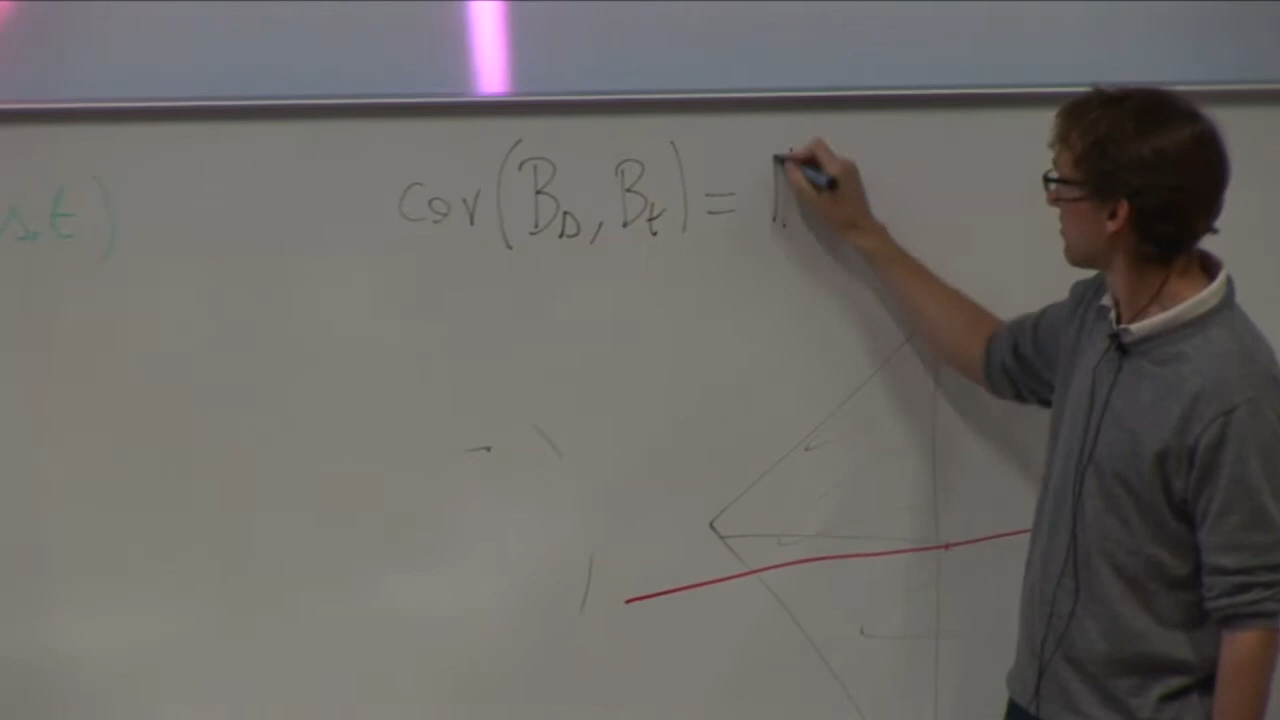 s,t)
cov(B_s, B_t) =